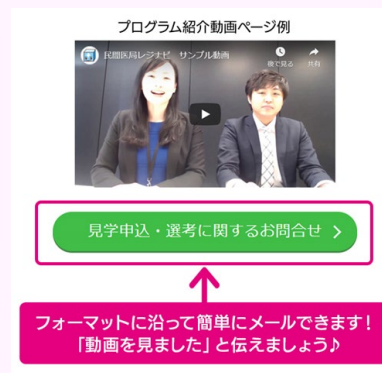 プログラム紹介動画ページ例
民間医局レジナビ サンプル動画
後で見る
共有
見学申込・選考に関するお問合せ
フォーマットに沿って簡単にメールできます!
「動画を見ました」と伝えましょう♪